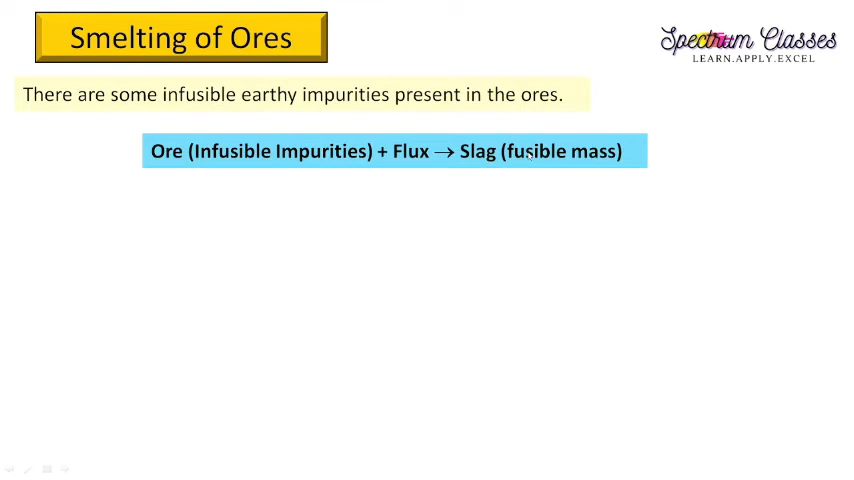 Smelting of Ores
Spectrum Classes
LEARN.APPLY.EXCEL
There are some infusible earthy impurities present in the ores.
Ore (Infusible Impurities) + Flux → Slag (fusible mass)